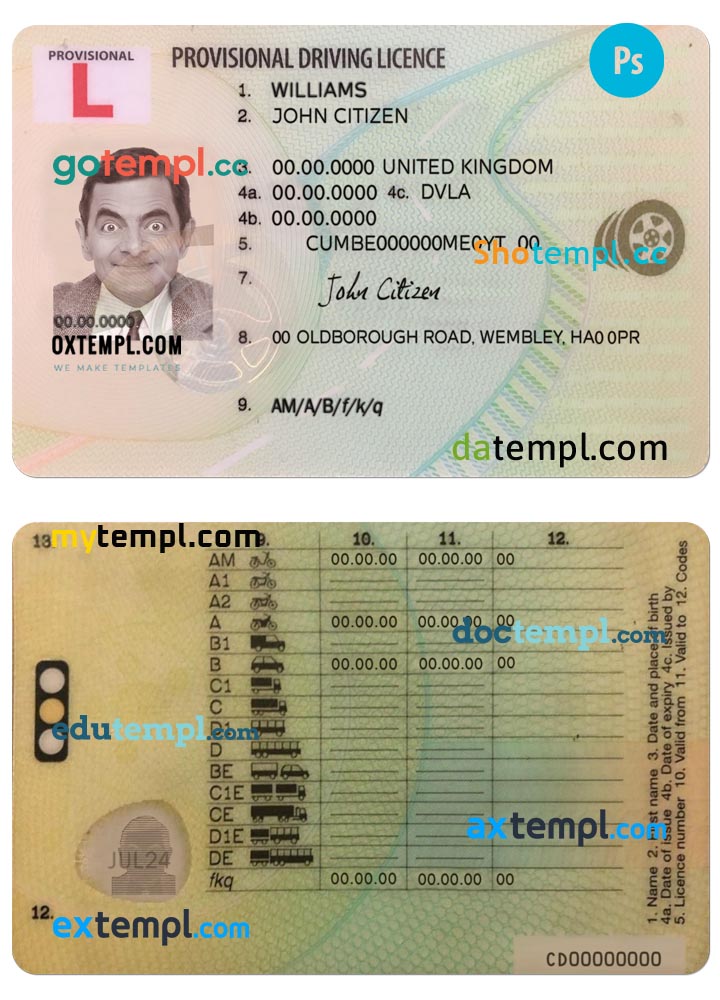 PROVISIONAL
L
PROVISIONAL DRIVING LICENCE
Ps
1. WILLIAMS
2. JOHN CITIZEN
gotempl.cc
3. 00.00.0000 UNITED KINGDOM
4a. 00.00.0000 4c. DVLA
4b. 00.00.0000
5. CUMBE000000ME0YT 00
Shotempl.cc
7.
John Citizen
00.00.0000
OXTEMPL.COM
WE MAKE TEMPLATES
8. 00 OLDBOROUGH ROAD, WEMBLEY, HA0 0PR
9. AM/A/B/f/k/q
datempl.com
13.
mytempl.com
9. 10. 11. 12.
AM 00.00.00 00.00.00 00
A1
A2
A 00.00.00 00.00.00 00
doctempl.com
B1
B 00.00.00 00.00.00 00
C1
C
edutempl.com
D1
D
BE
C1E
CE
axtempl.com
D1E
DE
JUL24
fkq 00.00.00 00.00.00 00
12.
extempl.com
1. Name 2. First name 3. Date and place of birth
4a. Date of issue 4b. Date of expiry 4c. Issued by
5. Licence number 10. Valid from 11. Valid to 12. Codes
CD00000000